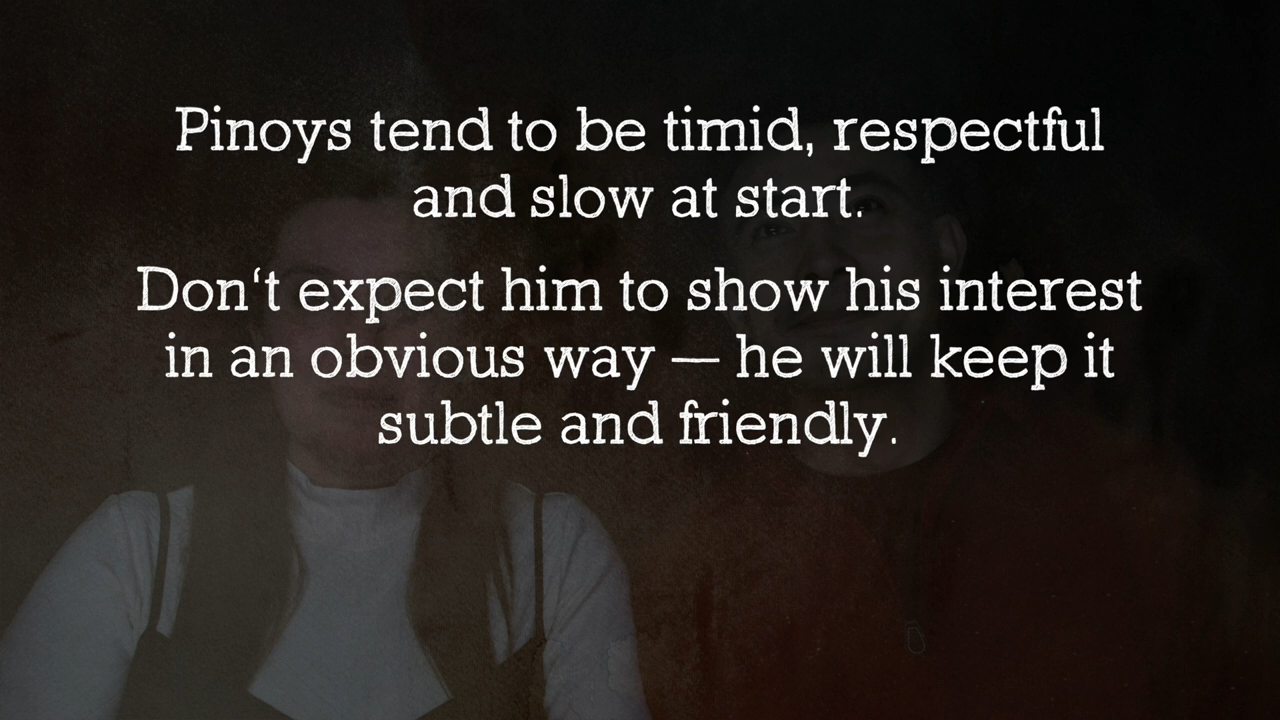 Pinoys tend to be timid, respectful
and slow at start.
Don‘t expect him to show his interest
in an obvious way — he will keep it
subtle and friendly.